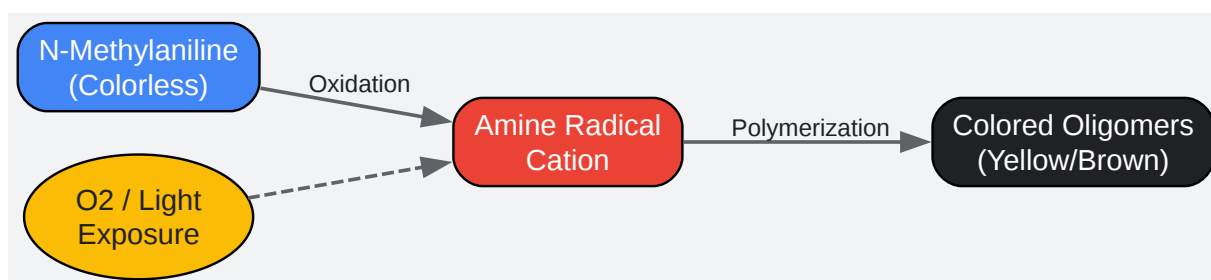 N-Methylaniline
(Colorless)
Oxidation
O2 / Light
Exposure
Amine Radical
Cation
Polymerization
Colored Oligomers
(Yellow/Brown)